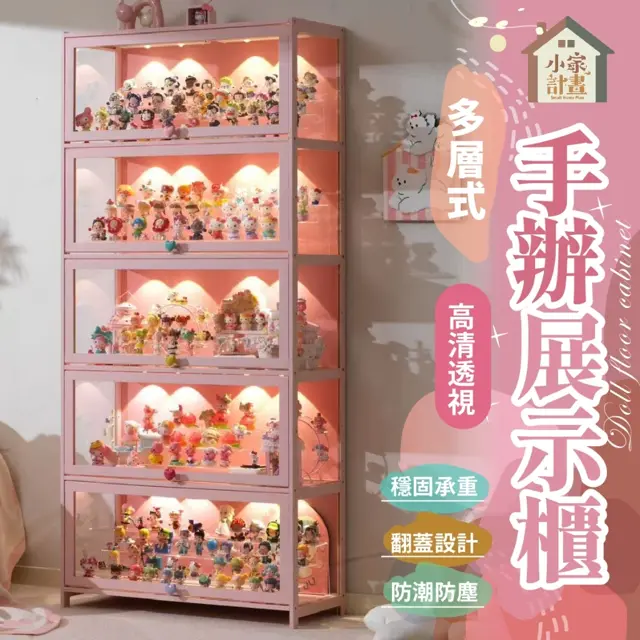 小家
計畫
Small Home Plan
多層式
手辦展示櫃
Doll floor cabinet
高清透視
穩固承重
翻蓋設計
防潮防塵